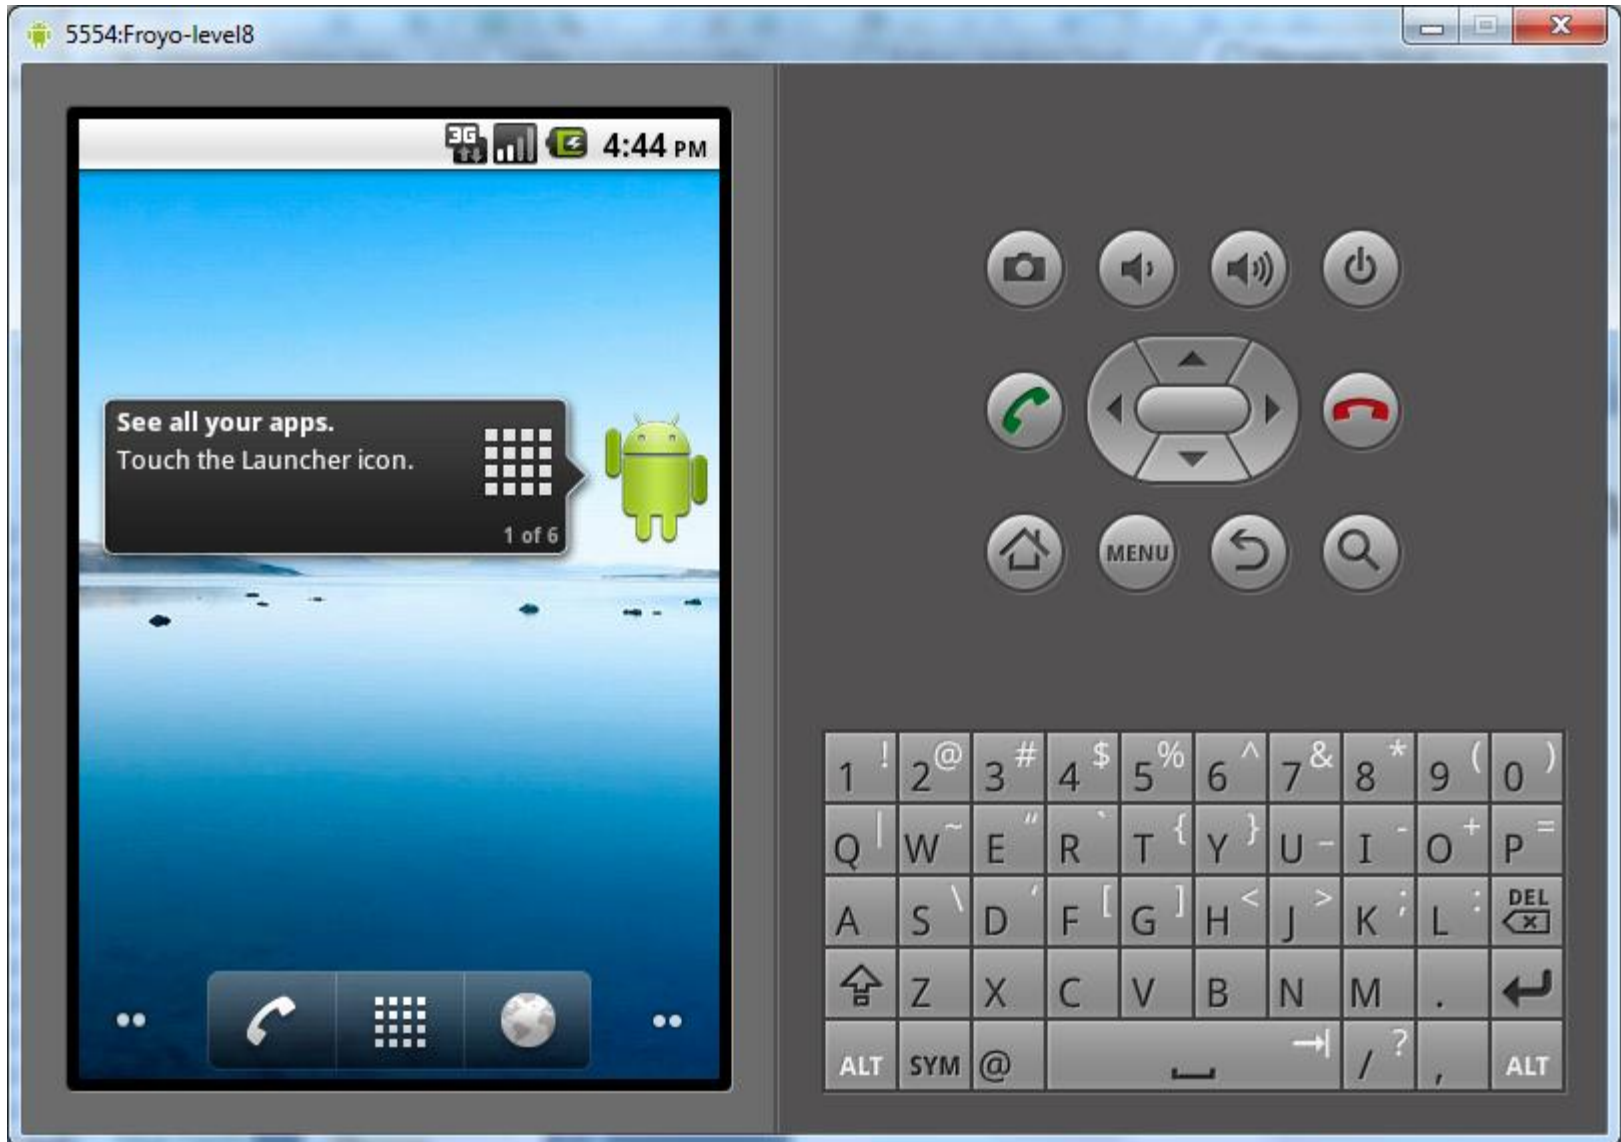 5554:Froyo-level8
3G 4:44 PM
See all your apps.
Touch the Launcher icon.
1 of 6
MENU
1 ! 2 @ 3 # 4 $ 5 % 6 ^ 7 & 8 * 9 ( 0 )
Q | W ~ E " R ` T { Y } U _ I - O + P =
A S \ D ' F [ G ] H < J > K ; L : DEL
Z X C V B N M .
ALT SYM @ / ? , ALT